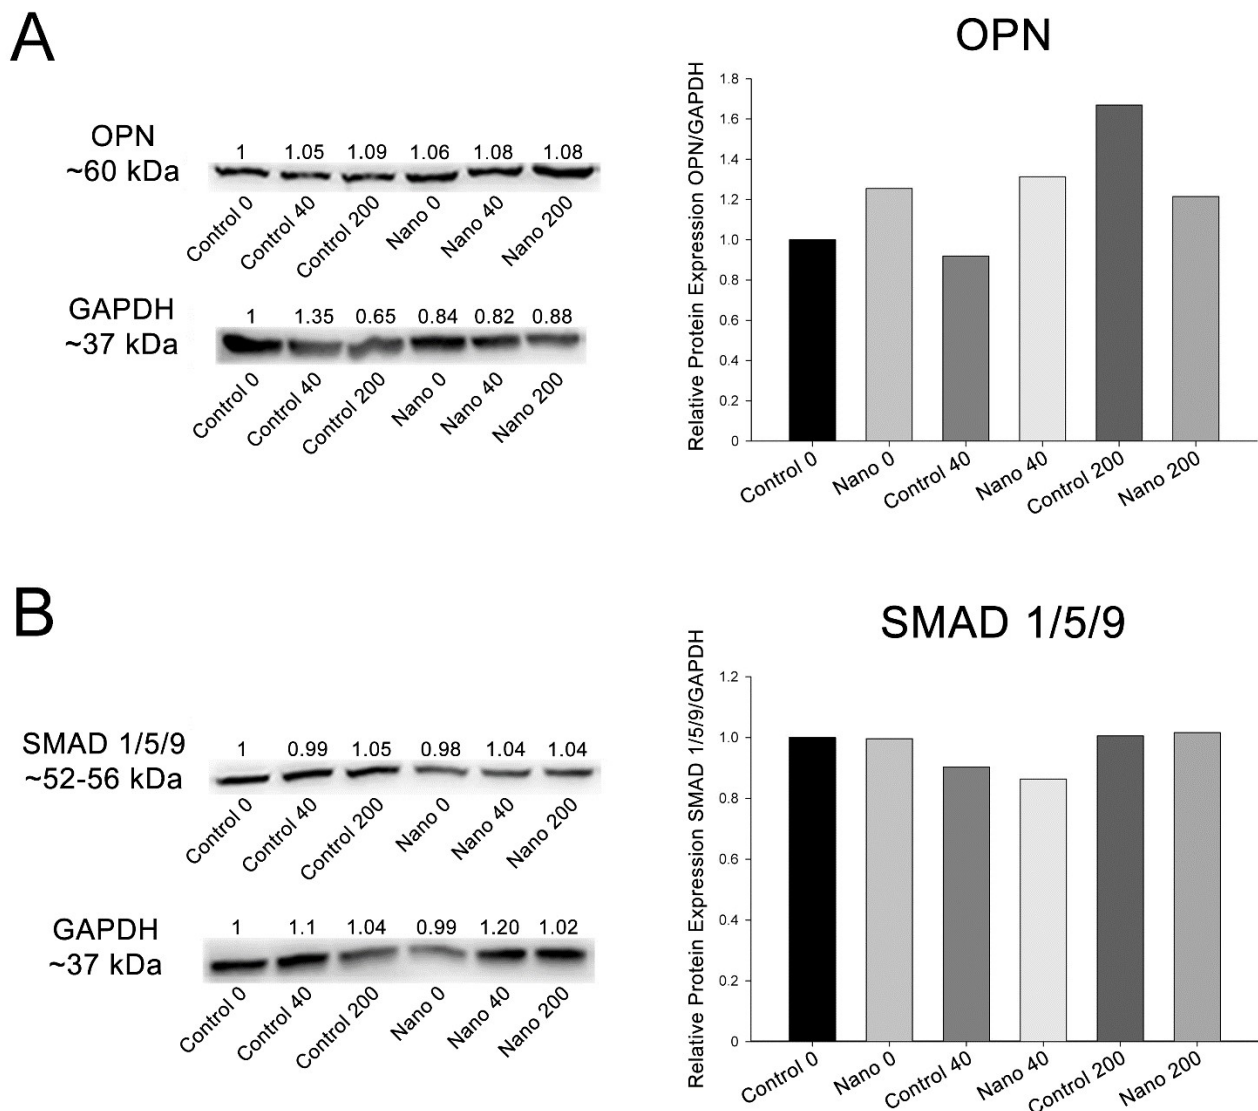 A
OPN
~60 kDa
1 1.05 1.09 1.06 1.08 1.08
Control 0 Control 40 Control 200 Nano 0 Nano 40 Nano 200
GAPDH
~37 kDa
1 1.35 0.65 0.84 0.82 0.88
Control 0 Control 40 Control 200 Nano 0 Nano 40 Nano 200
OPN
Relative Protein Expression OPN/GAPDH
1.8
1.6
1.4
1.2
1.0
0.8
0.6
0.4
0.2
0
Control 0 Nano 0 Control 40 Nano 40 Control 200 Nano 200
B
SMAD 1/5/9
~52-56 kDa
1 0.99 1.05 0.98 1.04 1.04
Control 0 Control 40 Control 200 Nano 0 Nano 40 Nano 200
GAPDH
~37 kDa
1 1.1 1.04 0.99 1.20 1.02
Control 0 Control 40 Control 200 Nano 0 Nano 40 Nano 200
SMAD 1/5/9
Relative Protein Expression SMAD 1/5/9/GAPDH
1.2
1.0
0.8
0.6
0.4
0.2
0
Control 0 Nano 0 Control 40 Nano 40 Control 200 Nano 200